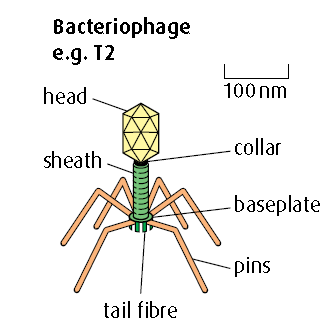 Bacteriophage
e.g. T2
100 nm
head
collar
sheath
baseplate
pins
tail fibre